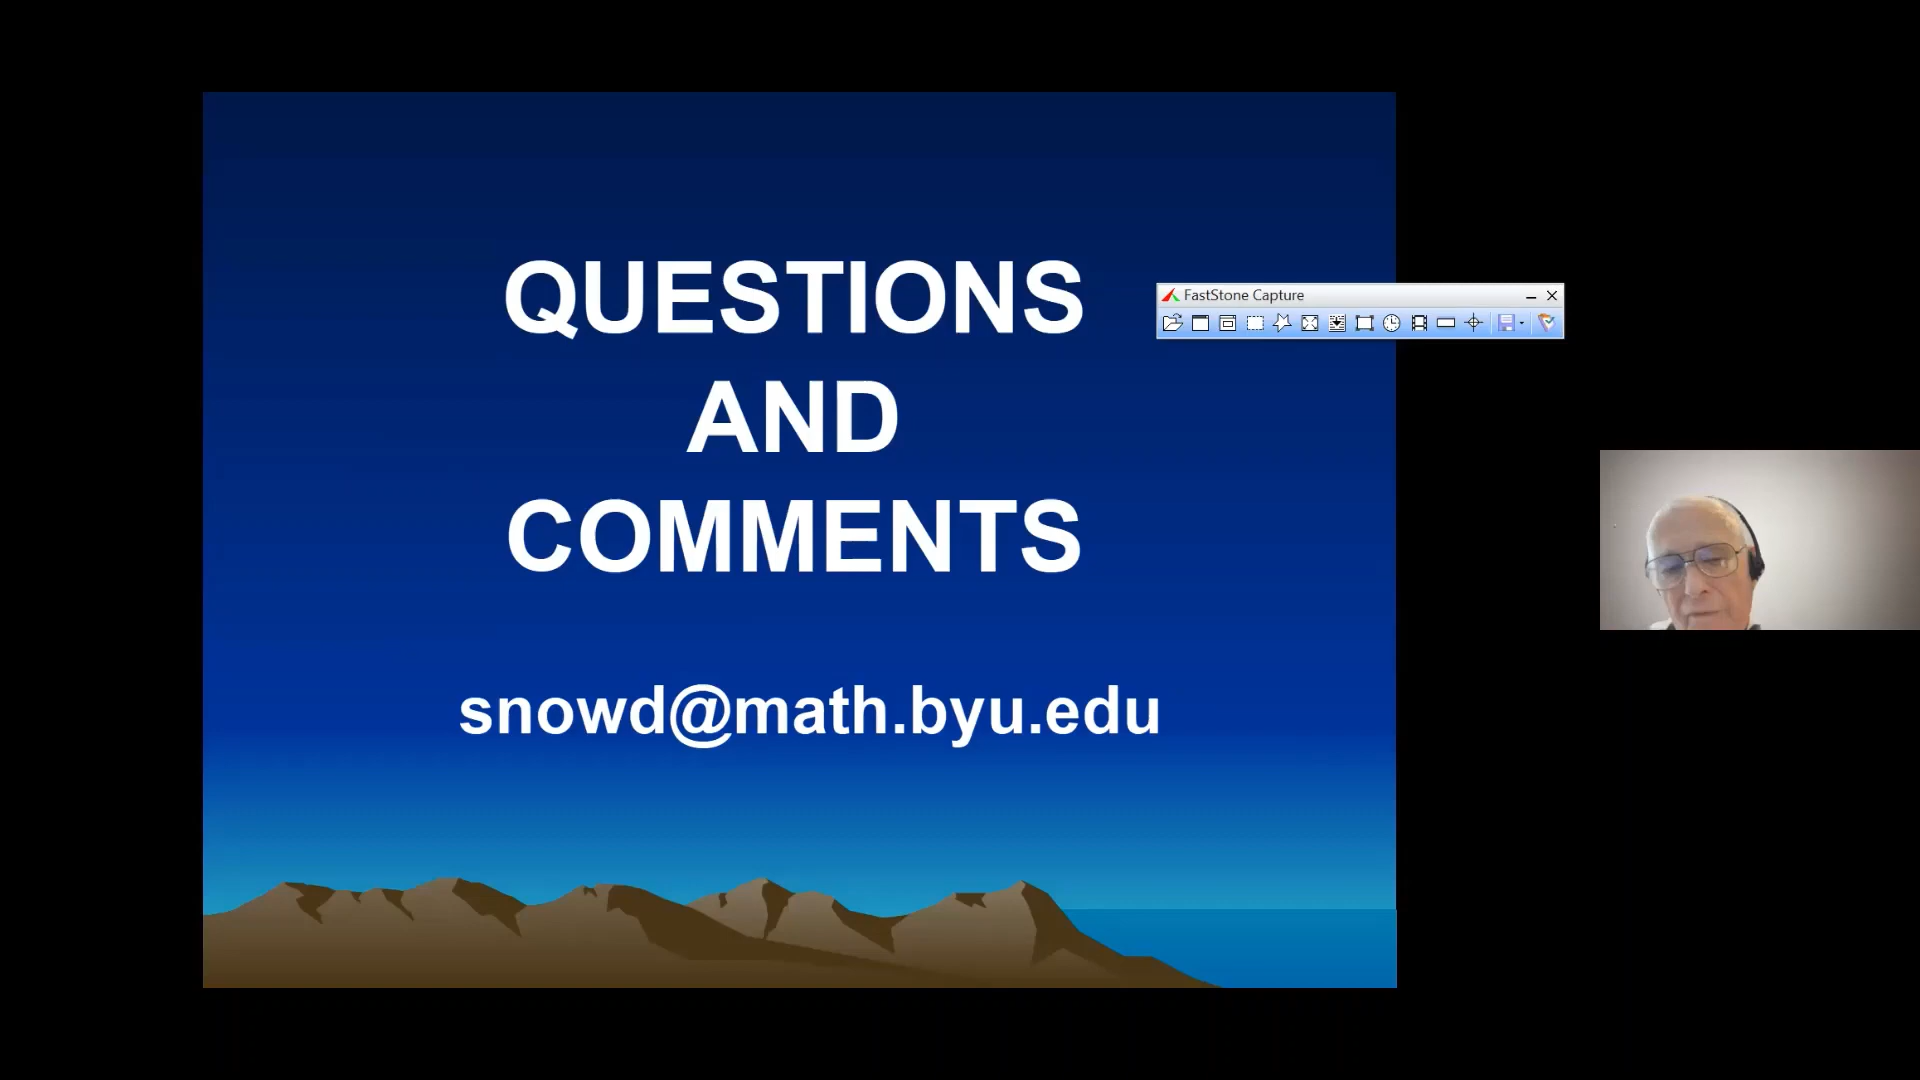 QUESTIONS
AND
COMMENTS
FastStone Capture
snowd@math.byu.edu